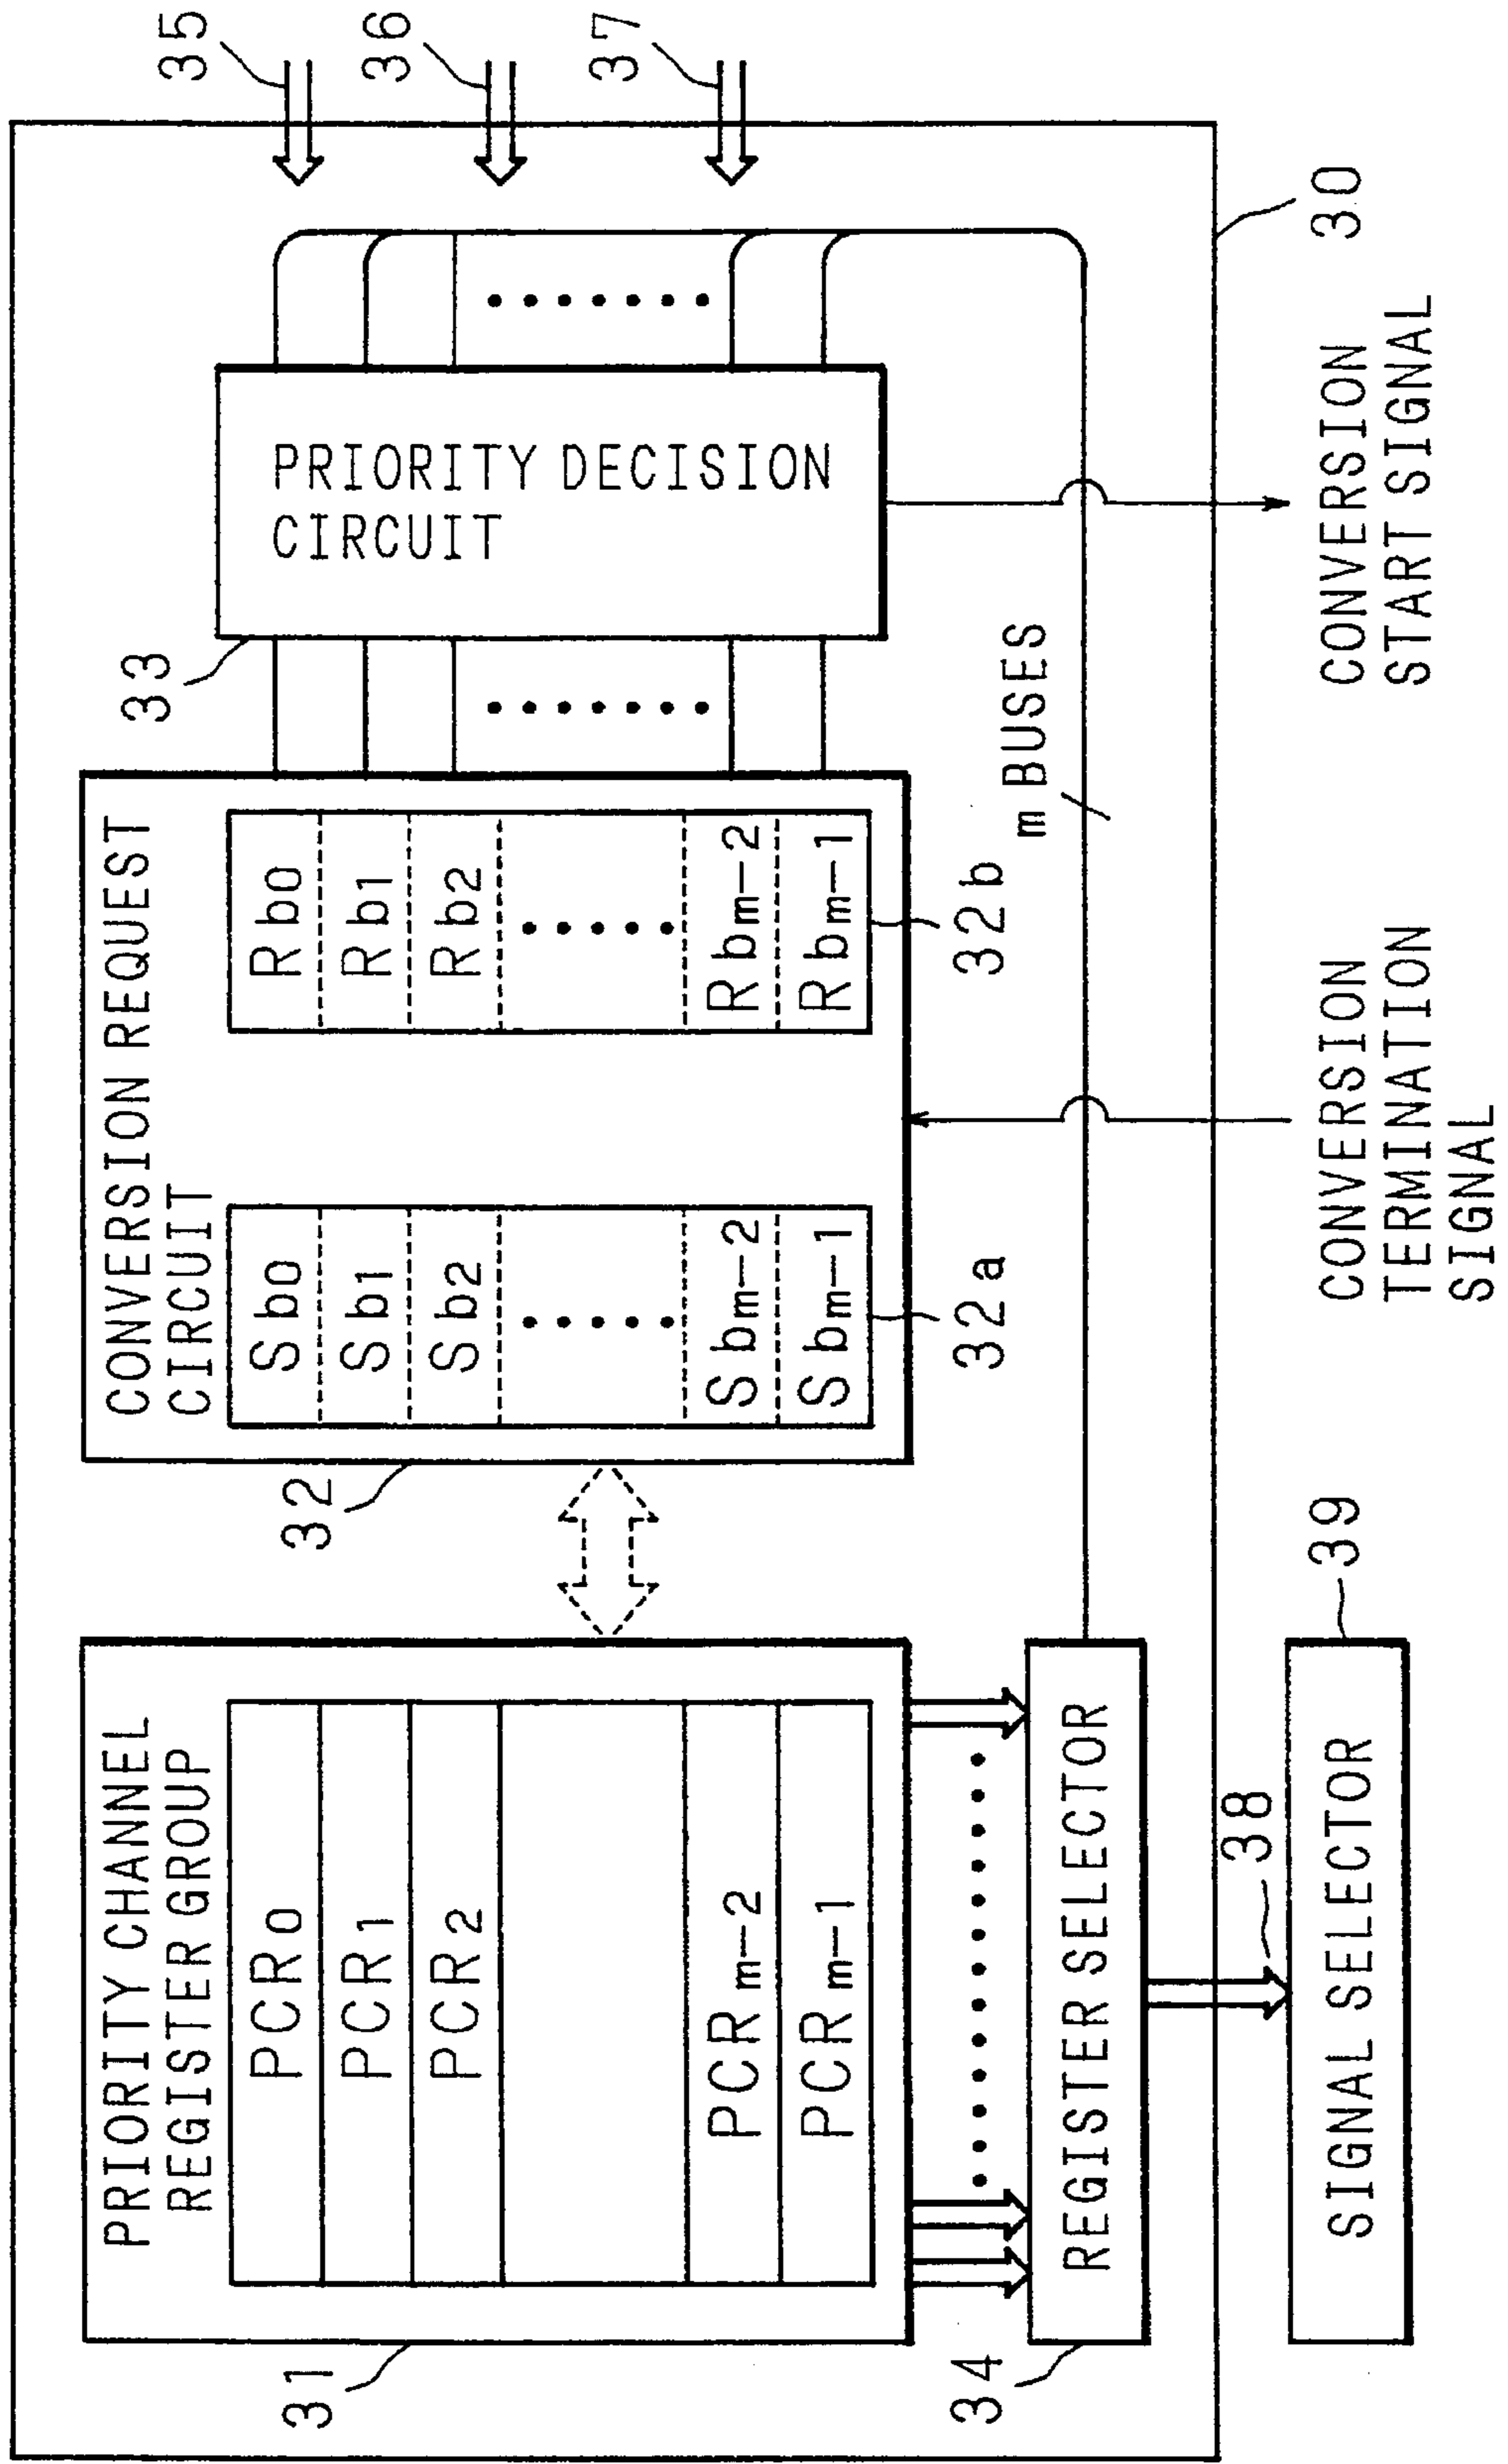 PRIORITY CHANNEL
REGISTER GROUP
PCR0
PCR1
PCR2
PCRm-2
PCRm-1
31
CONVERSION REQUEST
CIRCUIT
Sb0
Sb1
Sb2
Sbm-2
Sbm-1
32a
Rb0
Rb1
Rb2
Rbm-2
Rbm-1
32b
32
33
PRIORITY DECISION
CIRCUIT
35
36
37
m BUSES
REGISTER SELECTOR
34
30
38
SIGNAL SELECTOR
39
CONVERSION
TERMINATION
SIGNAL
CONVERSION
START SIGNAL